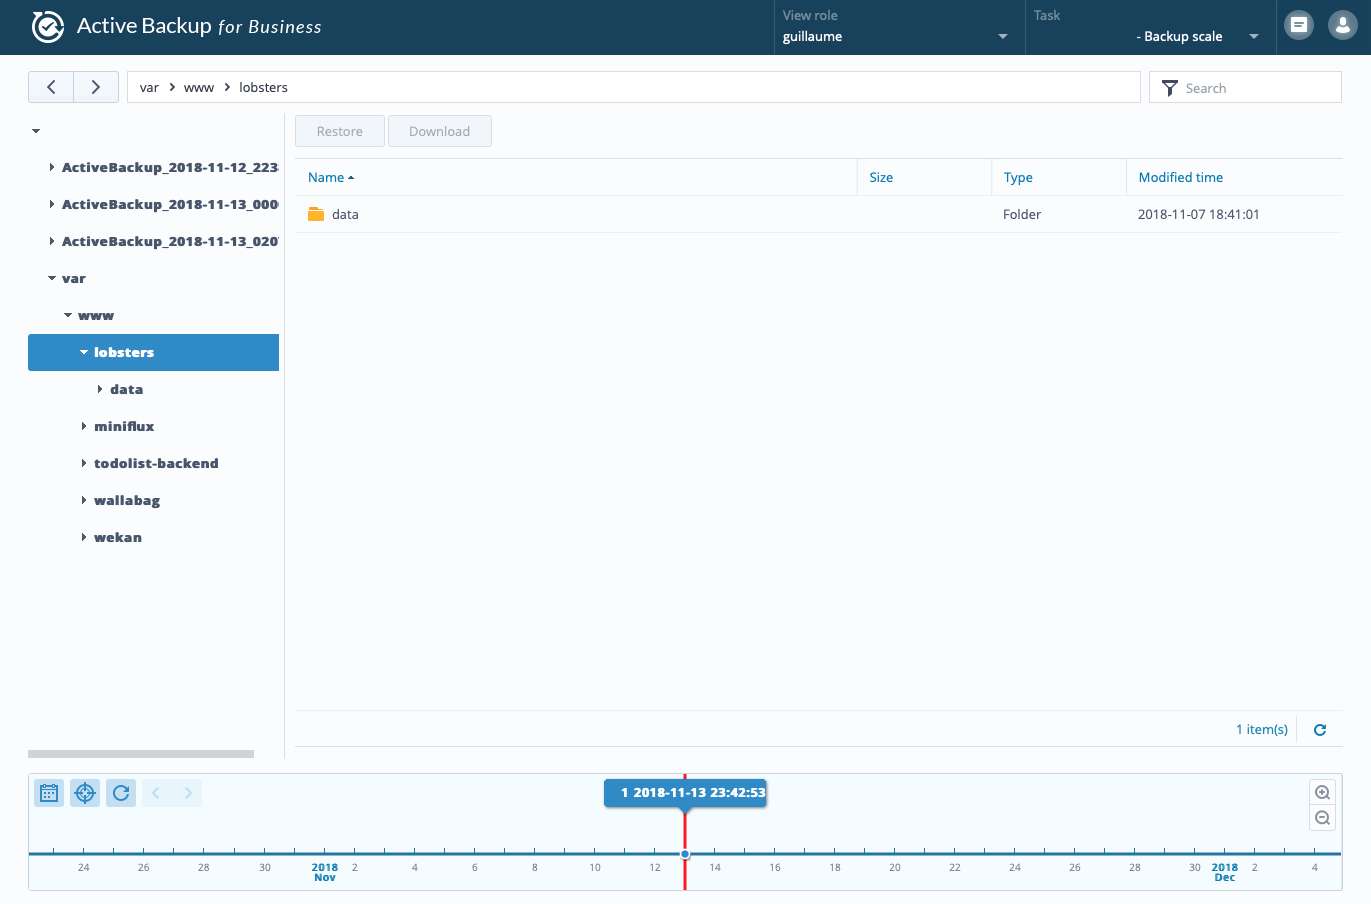 Active Backup for Business
View role
guillaume
Task
- Backup scale
var > www > lobsters
Search
Restore
Download
ActiveBackup_2018-11-12_223
ActiveBackup_2018-11-13_000
ActiveBackup_2018-11-13_020
var
www
lobsters
data
miniflux
todolist-backend
wallabag
wekan
Name Size Type Modified time
data Folder 2018-11-07 18:41:01
1 item(s)
1 2018-11-13 23:42:53
24 26 28 30 2018 Nov 2 4 6 8 10 12 14 16 18 20 22 24 26 28 30 2018 Dec 2 4